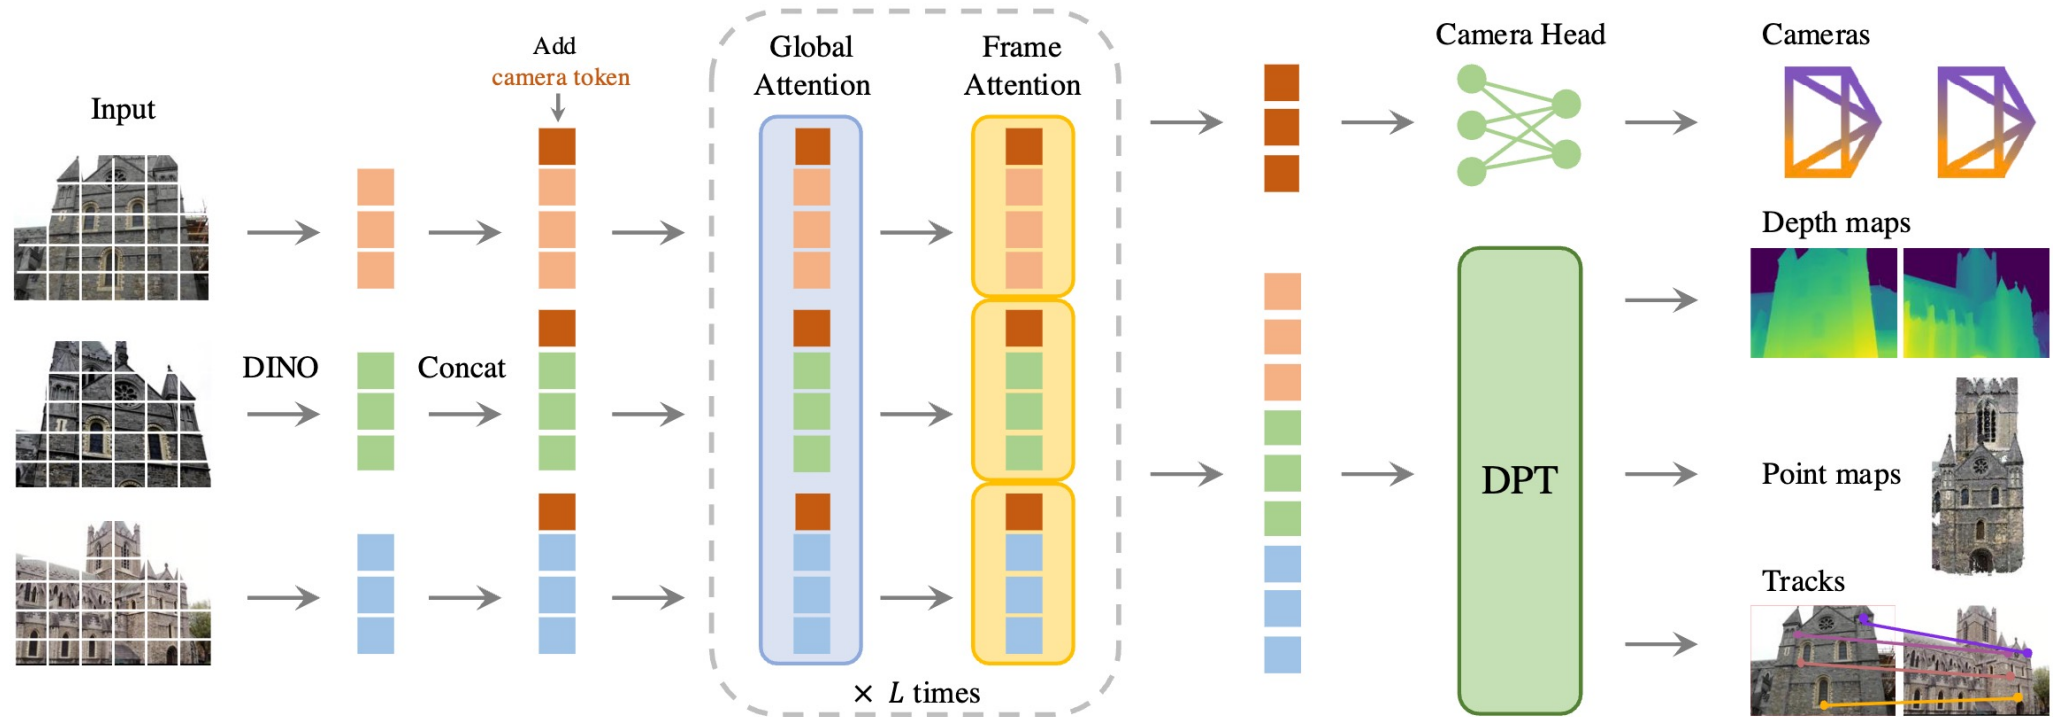 Input
DINO
Concat
Add
camera token
Global
Attention
Frame
Attention
× L times
Camera Head
DPT
Cameras
Depth maps
Point maps
Tracks